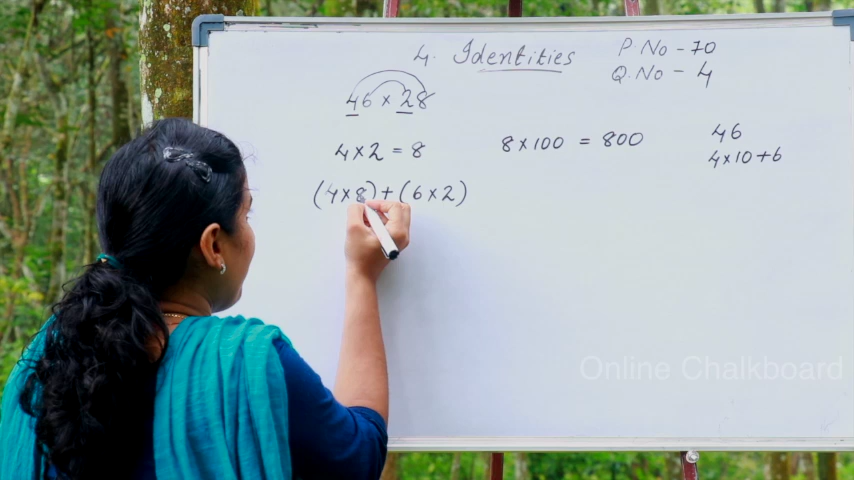 4. Identities
P.No - 70
Q.No - 4
46 × 28
4×2 = 8
8×100 = 800
46
4×10+6
(4×8)+(6×2)
Online Chalkboard